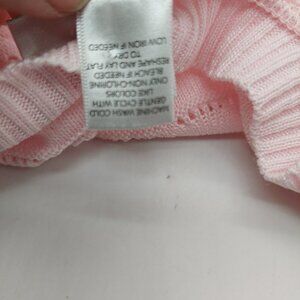 MACHINE WASH COLD
GENTLE CYCLE WITH
LIKE COLORS
ONLY NON-CHLORINE
BLEACH IF NEEDED
RESHAPE AND LAY FLAT
TO DRY
LOW IRON IF NEEDED